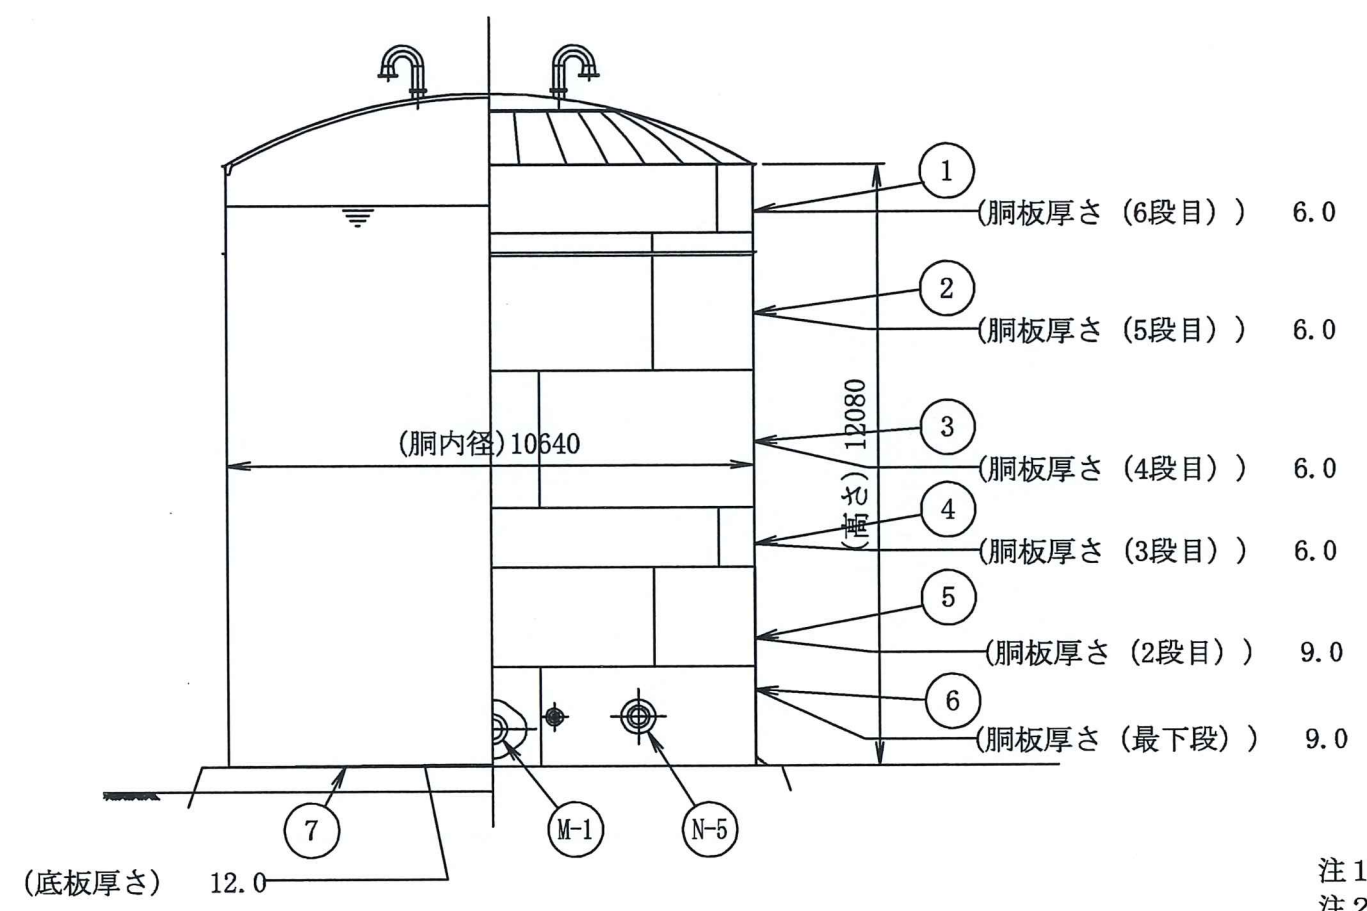 1
(胴板厚さ (6段目) ) 6.0
2
(胴板厚さ (5段目) ) 6.0
(高さ) 12080
3
(胴内径)10640
(胴板厚さ (4段目) ) 6.0
4
(胴板厚さ (3段目) ) 6.0
5
(胴板厚さ (2段目) ) 9.0
6
(胴板厚さ (最下段) ) 9.0
7
M-1
N-5
(底板厚さ) 12.0
注1
注2